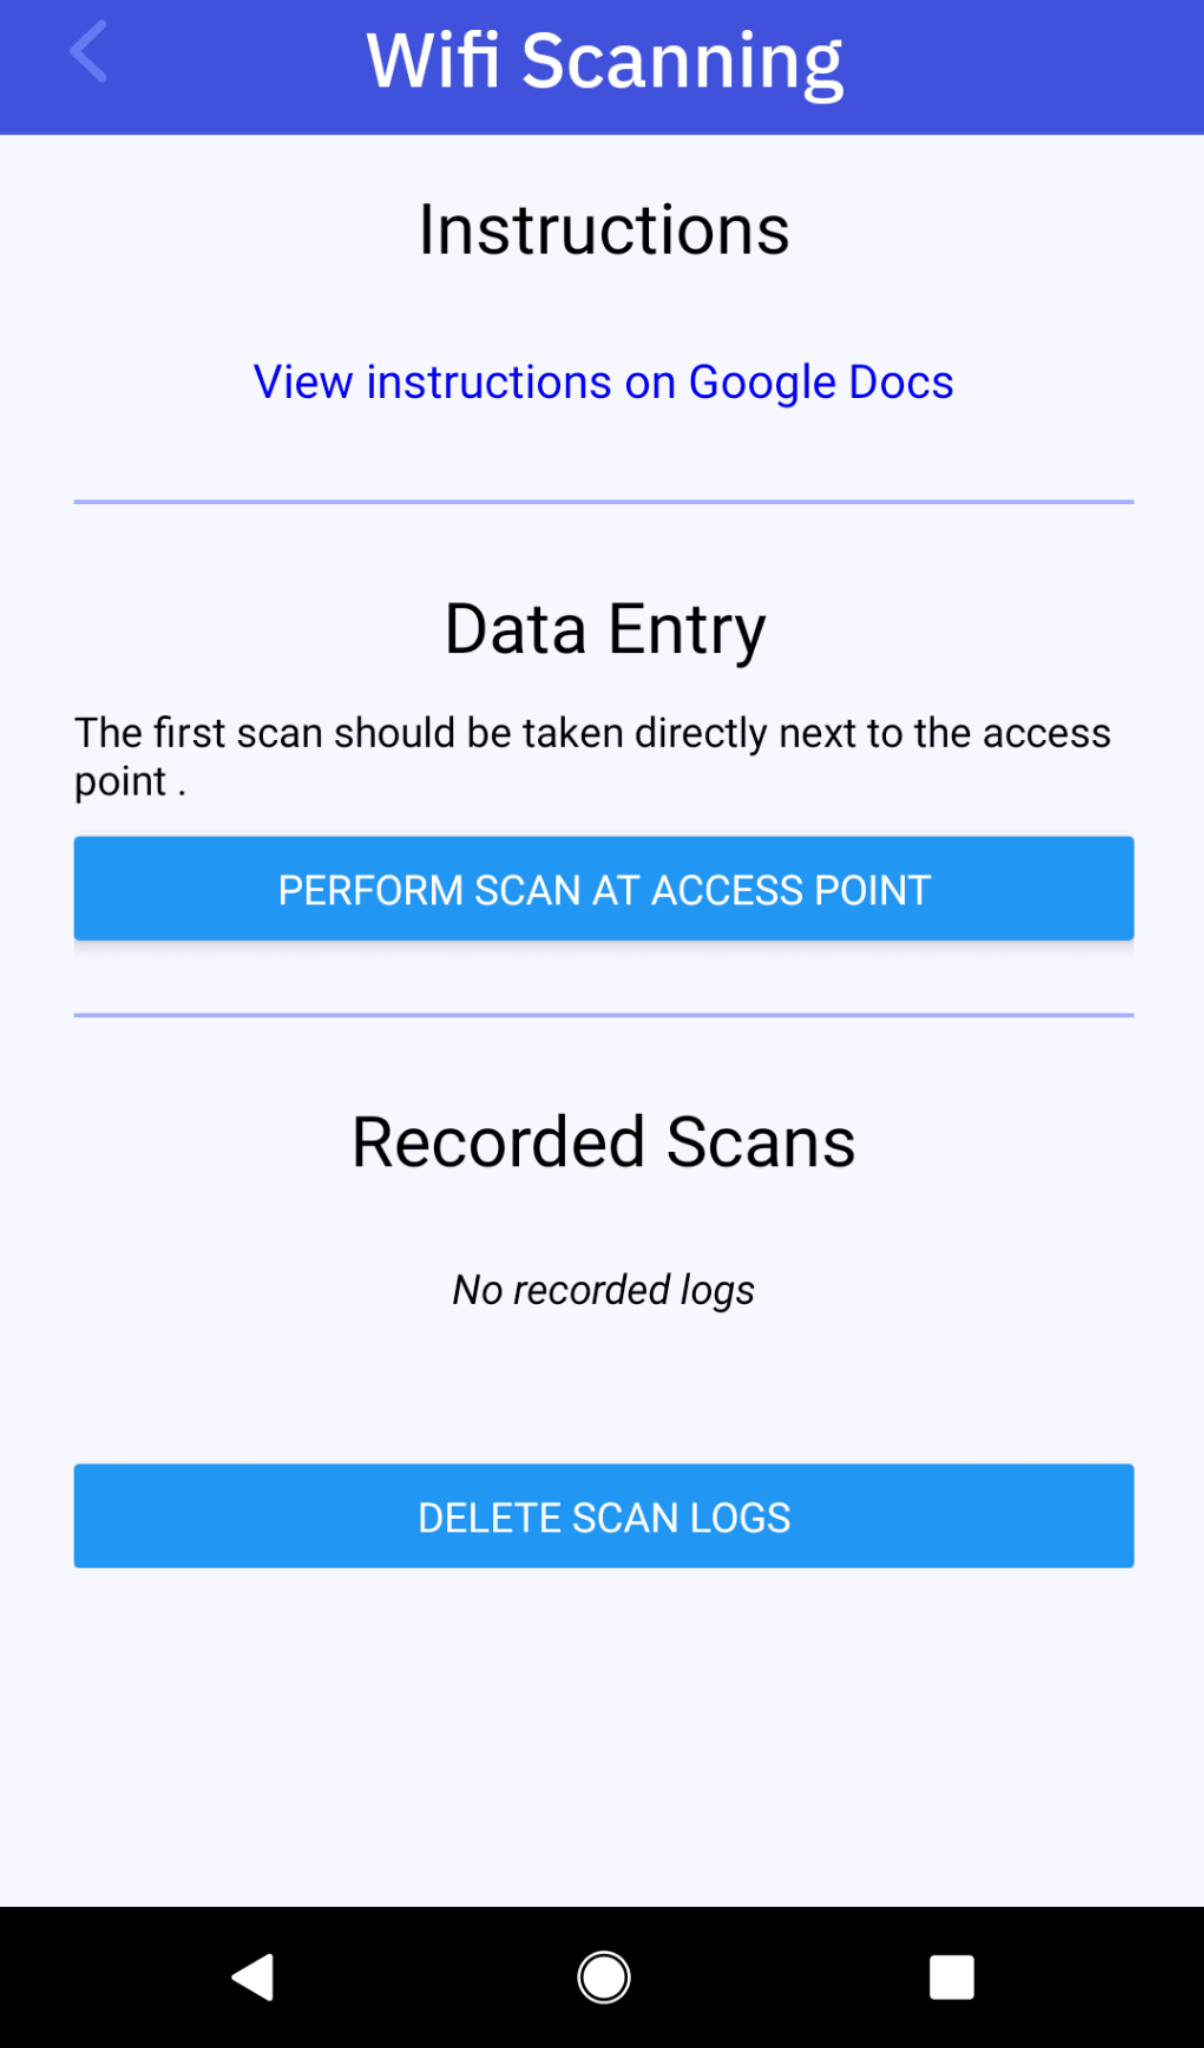 Wifi Scanning
Instructions
View instructions on Google Docs
Data Entry
The first scan should be taken directly next to the access
point .
PERFORM SCAN AT ACCESS POINT
Recorded Scans
No recorded logs
DELETE SCAN LOGS